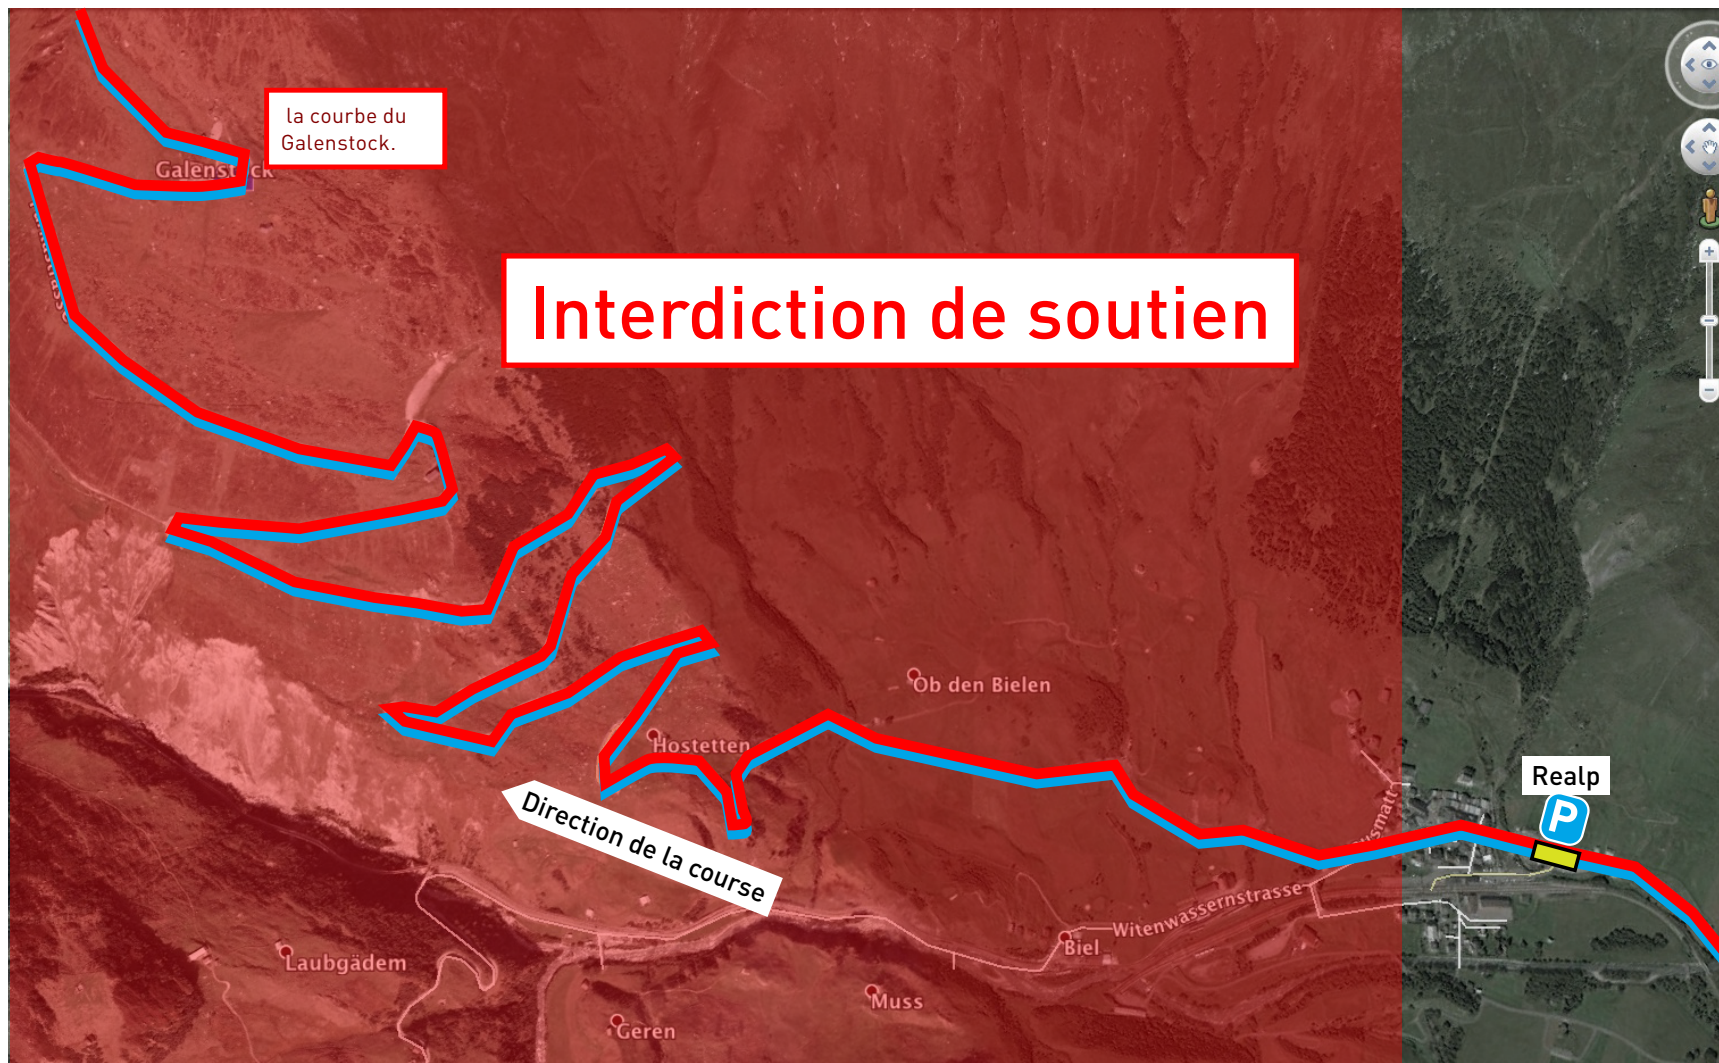 la courbe du
Galenstock.
Galenstock
Interdiction de soutien
Ob den Bielen
Hostetten
Realp
P
Direction de la course
Witenwassernstrasse
Biel
Laubgädem
Muss
Geren